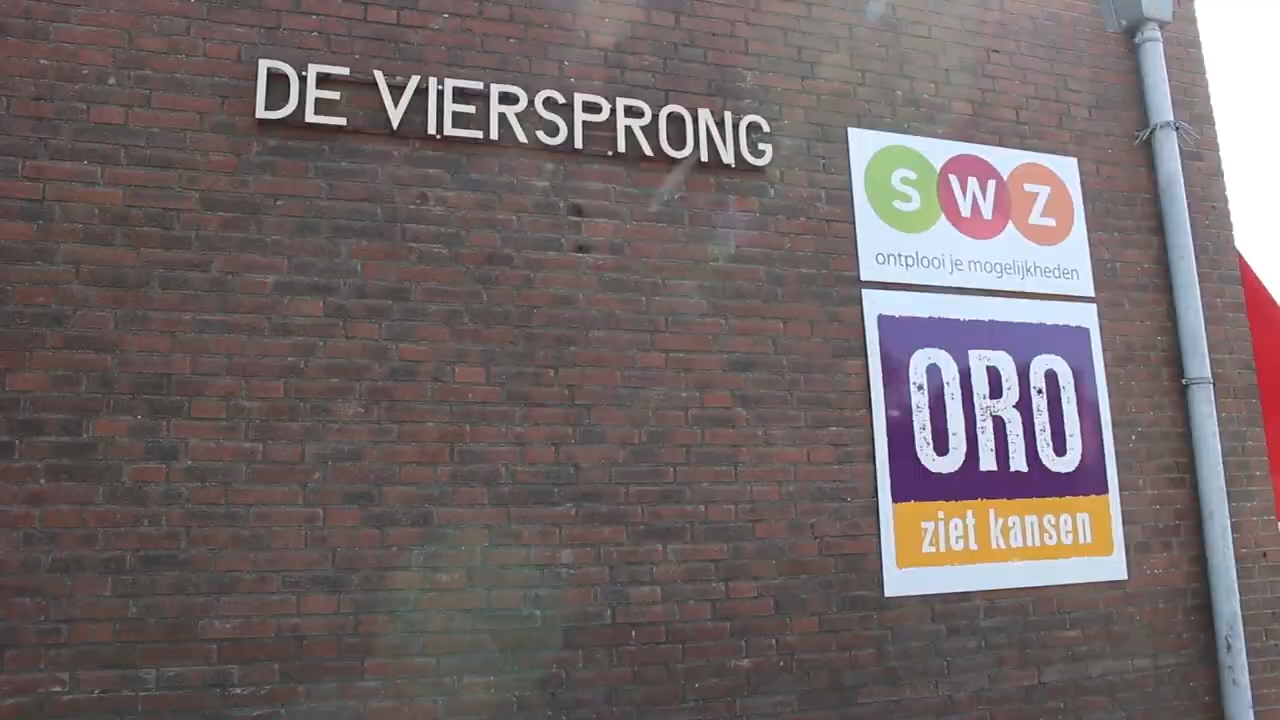 DE VIERSPRONG
SWZ
ontplooi je mogelijkheden
ORO
ziet kansen